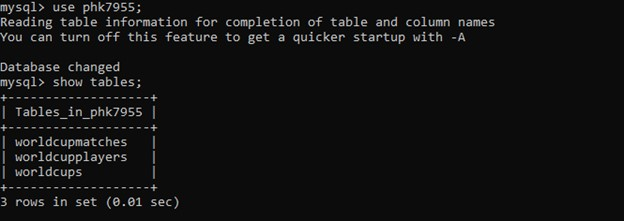 mysql> use phk7955;
Reading table information for completion of table and column names
You can turn off this feature to get a quicker startup with -A

Database changed
mysql> show tables;
+-------------------+
| Tables_in_phk7955 |
+-------------------+
| worldcupmatches   |
| worldcupplayers   |
| worldcups         |
+-------------------+
3 rows in set (0.01 sec)